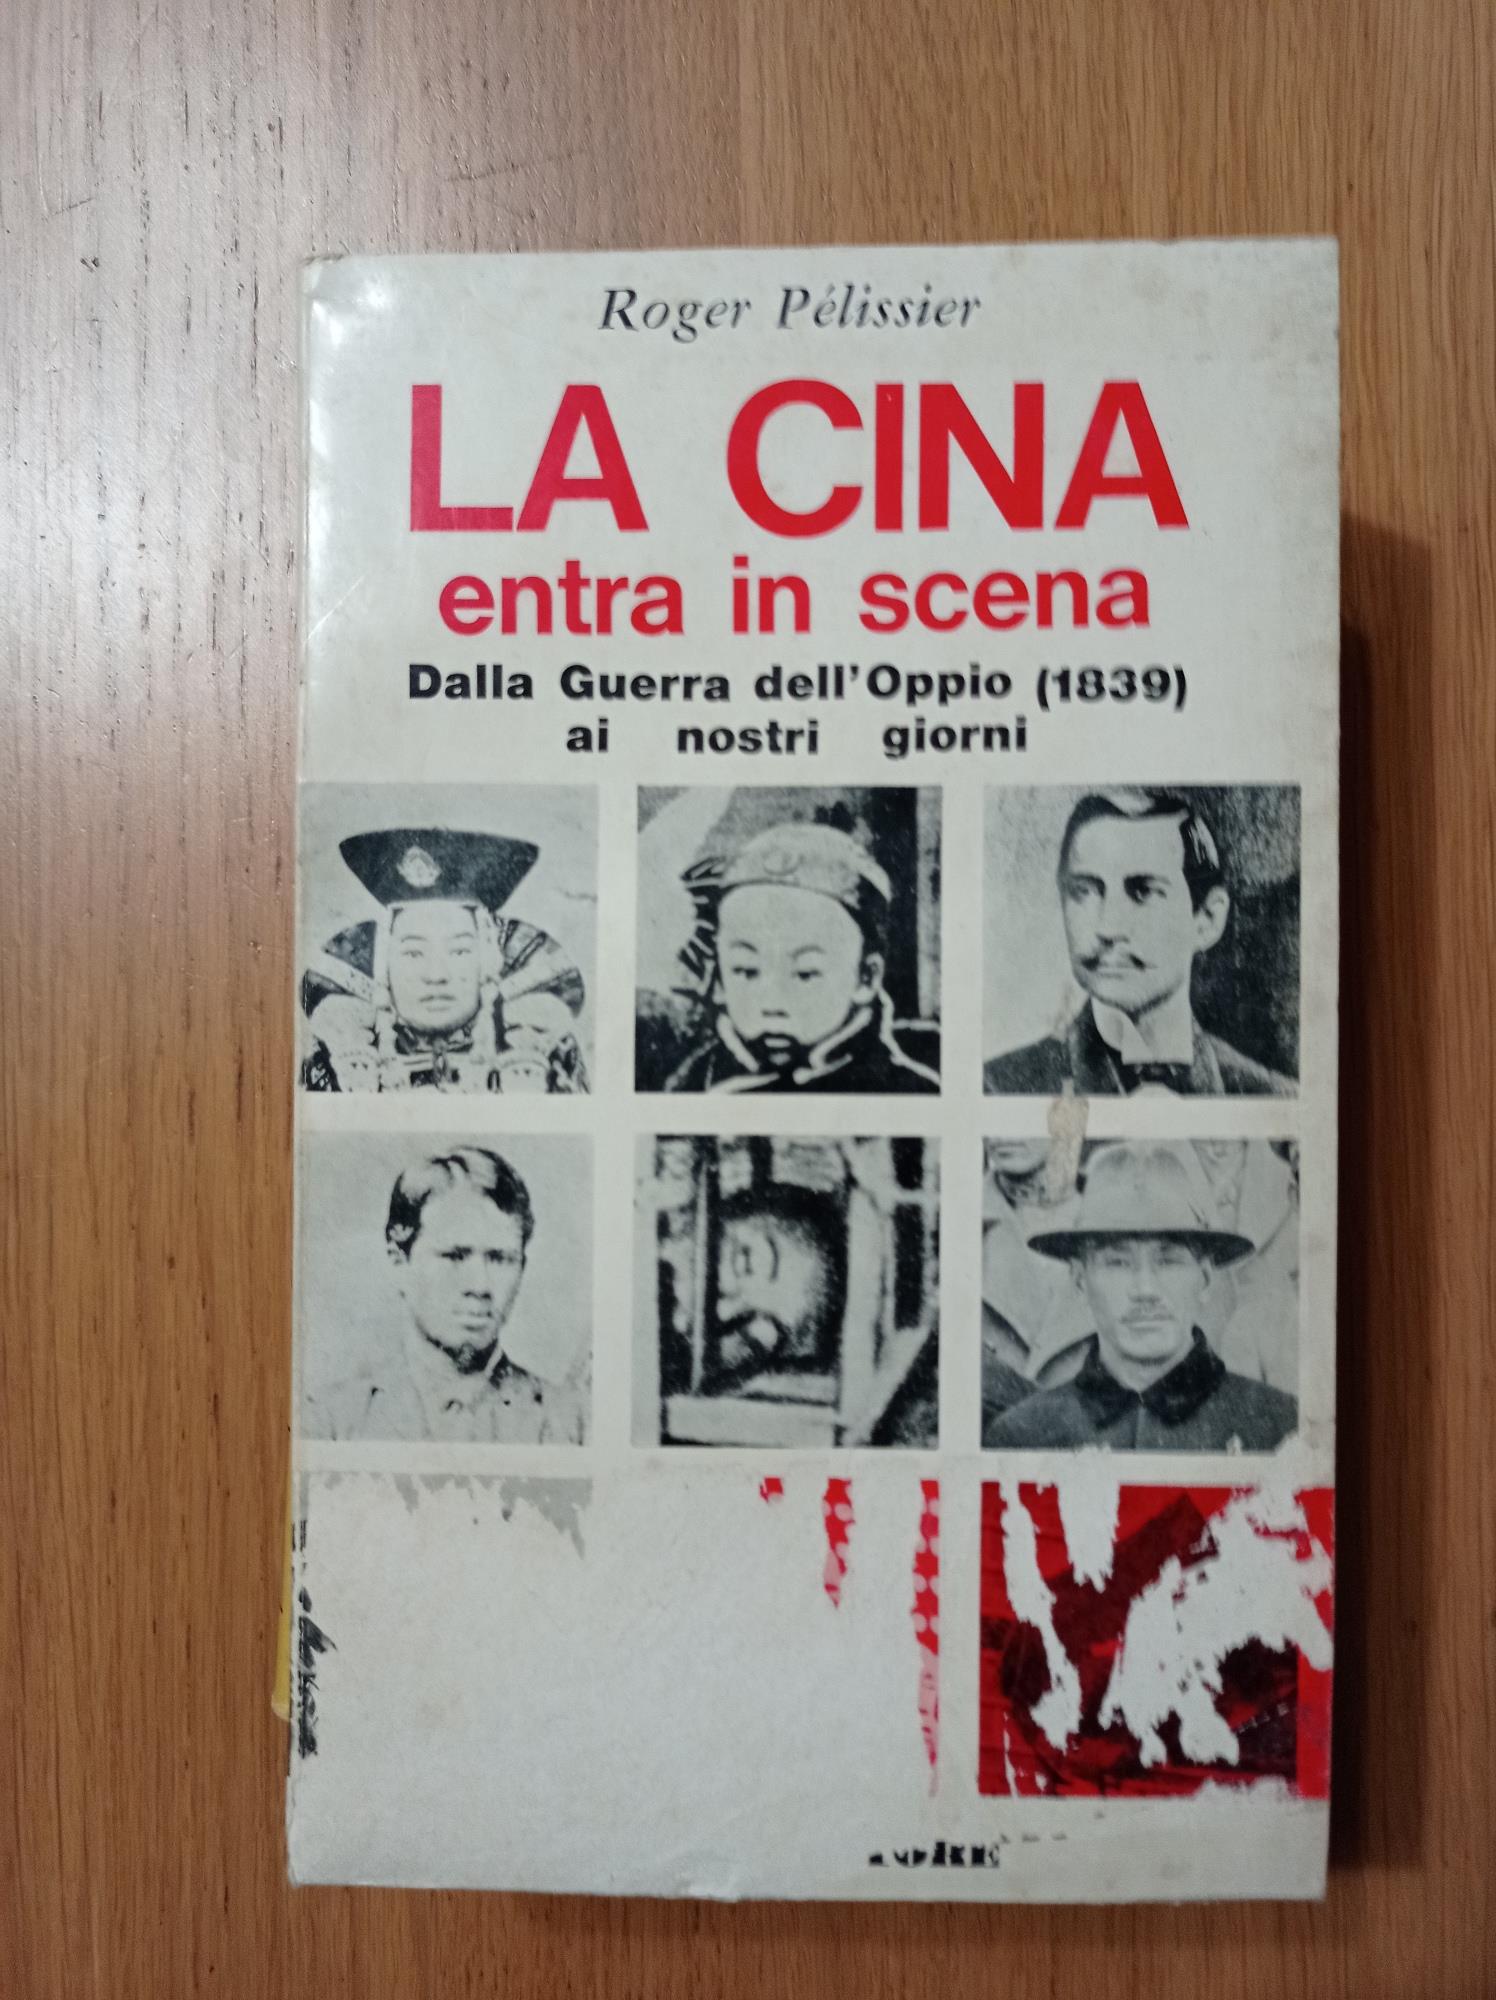 Roger Pélissier
LA CINA
entra in scena
Dalla Guerra dell'Oppio (1839)
ai nostri giorni